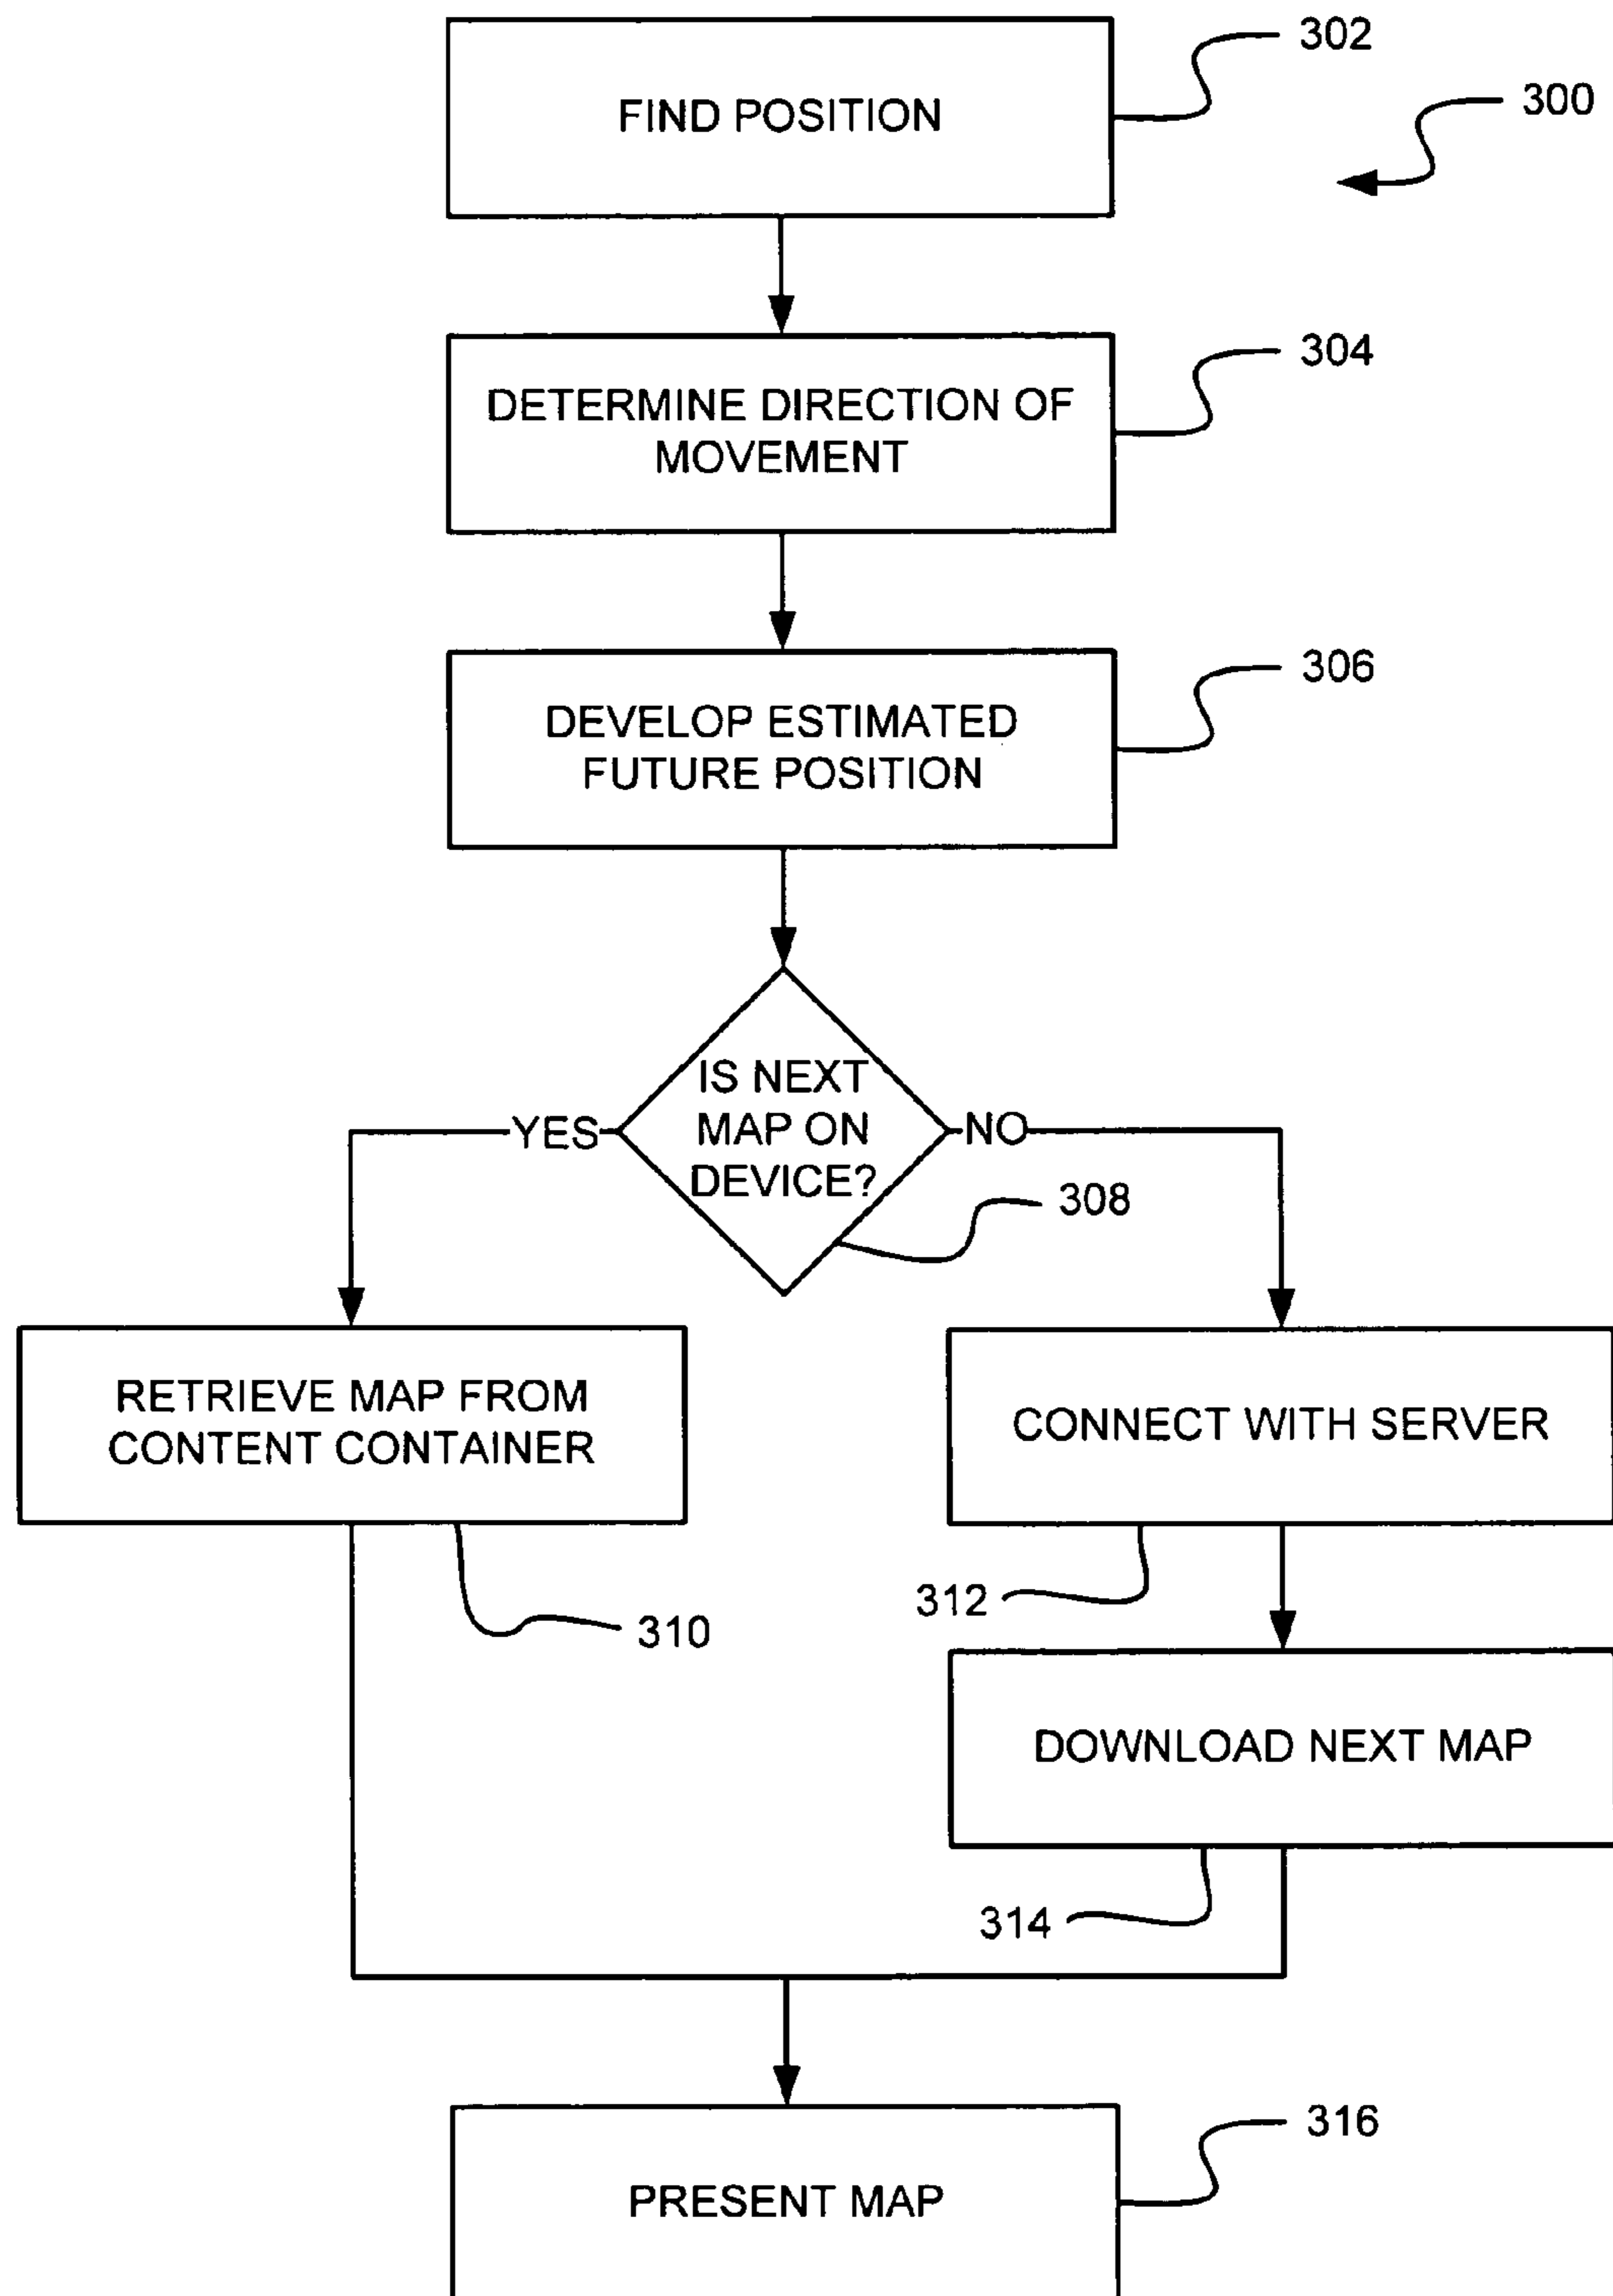 FIND POSITION
302
300
DETERMINE DIRECTION OF
MOVEMENT
304
DEVELOP ESTIMATED
FUTURE POSITION
306
IS NEXT
MAP ON
DEVICE?
YES
NO
308
RETRIEVE MAP FROM
CONTENT CONTAINER
310
CONNECT WITH SERVER
312
DOWNLOAD NEXT MAP
314
PRESENT MAP
316